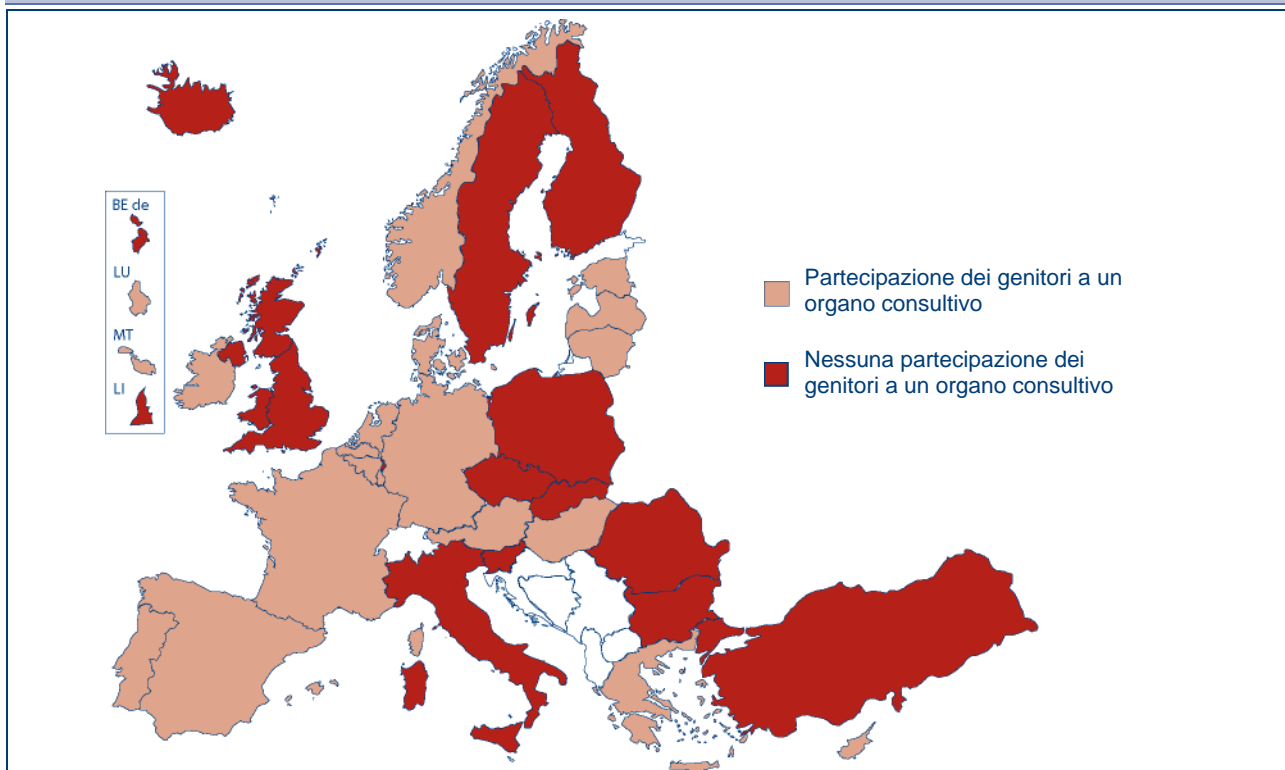 BE de
LU
MT
LI
Partecipazione dei genitori a un
organo consultivo
Nessuna partecipazione dei
genitori a un organo consultivo